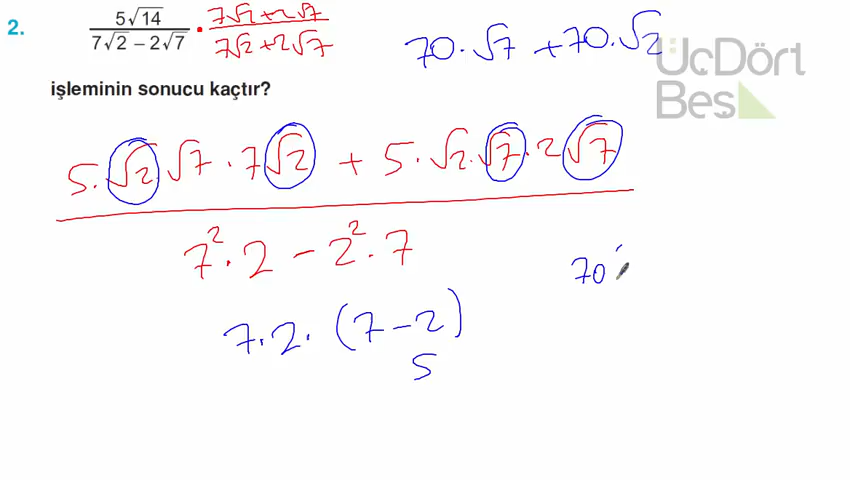 2. 5√14 / 7√2 − 2√7 · 7√2 + 2√7 / 7√2 + 2√7
70·√7 + 70·√2
ÜçDört
Beş
işleminin sonucu kaçtır?
5·√2 √7 · 7√2 + 5·√2·√7·2√7
7²·2 − 2²·7
70
7·2·(7−2)
5